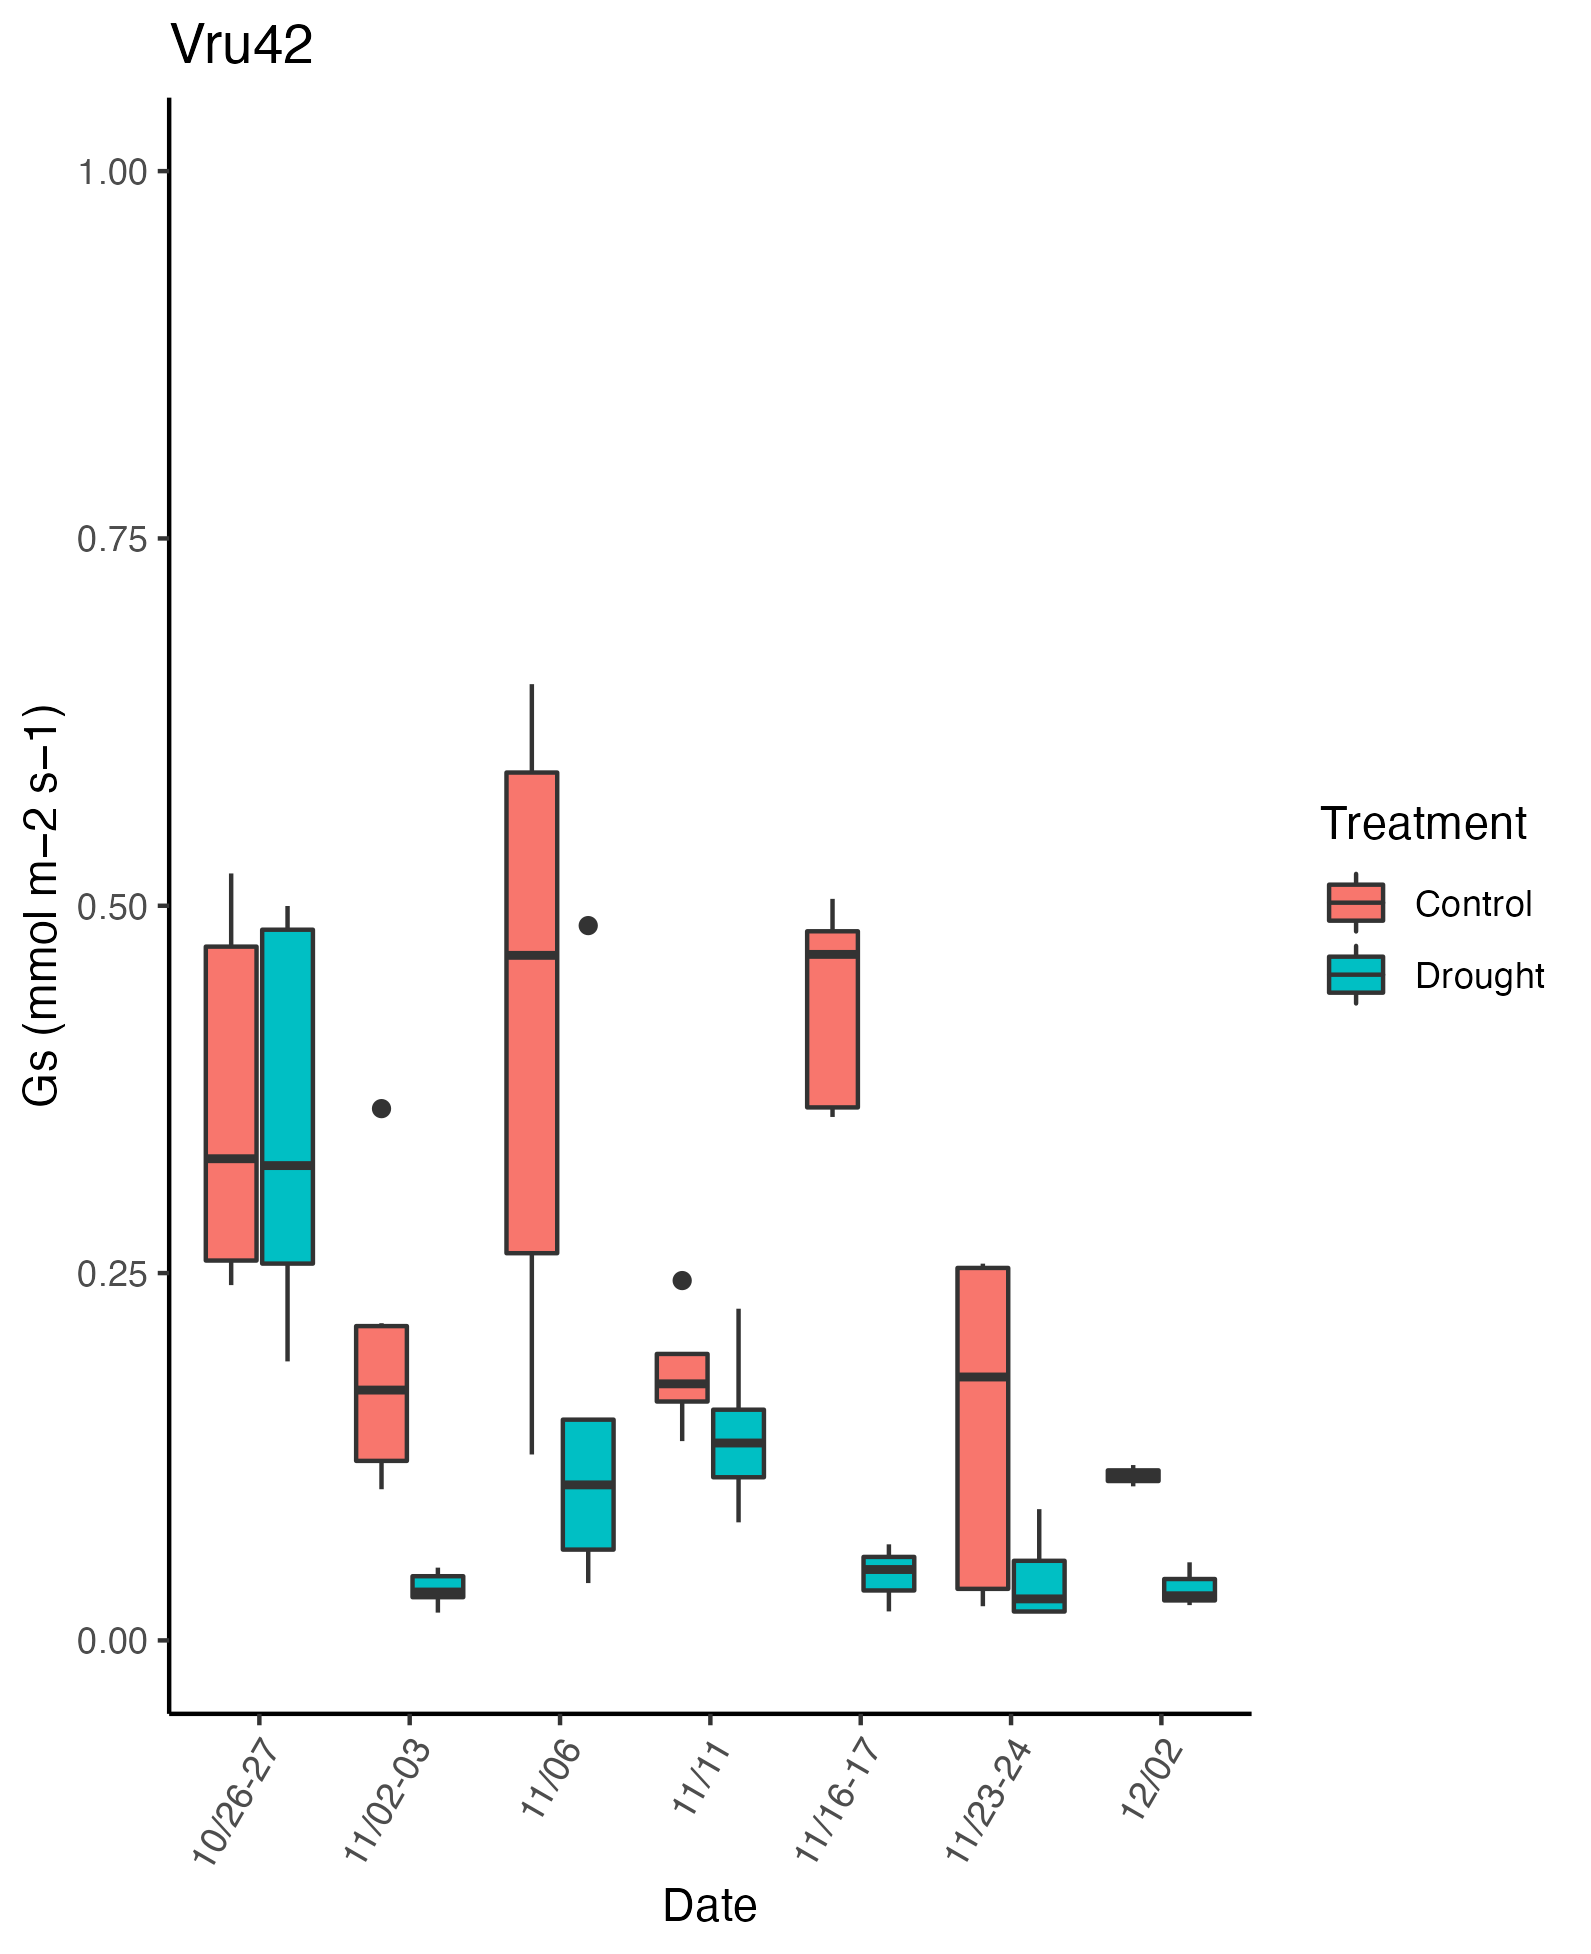 Vru42
1.00
0.75
0.50
0.25
0.00
Gs (mmol m−2 s−1)
10/26-27
11/02-03
11/06
11/11
11/16-17
11/23-24
12/02
Date
Treatment
Control
Drought